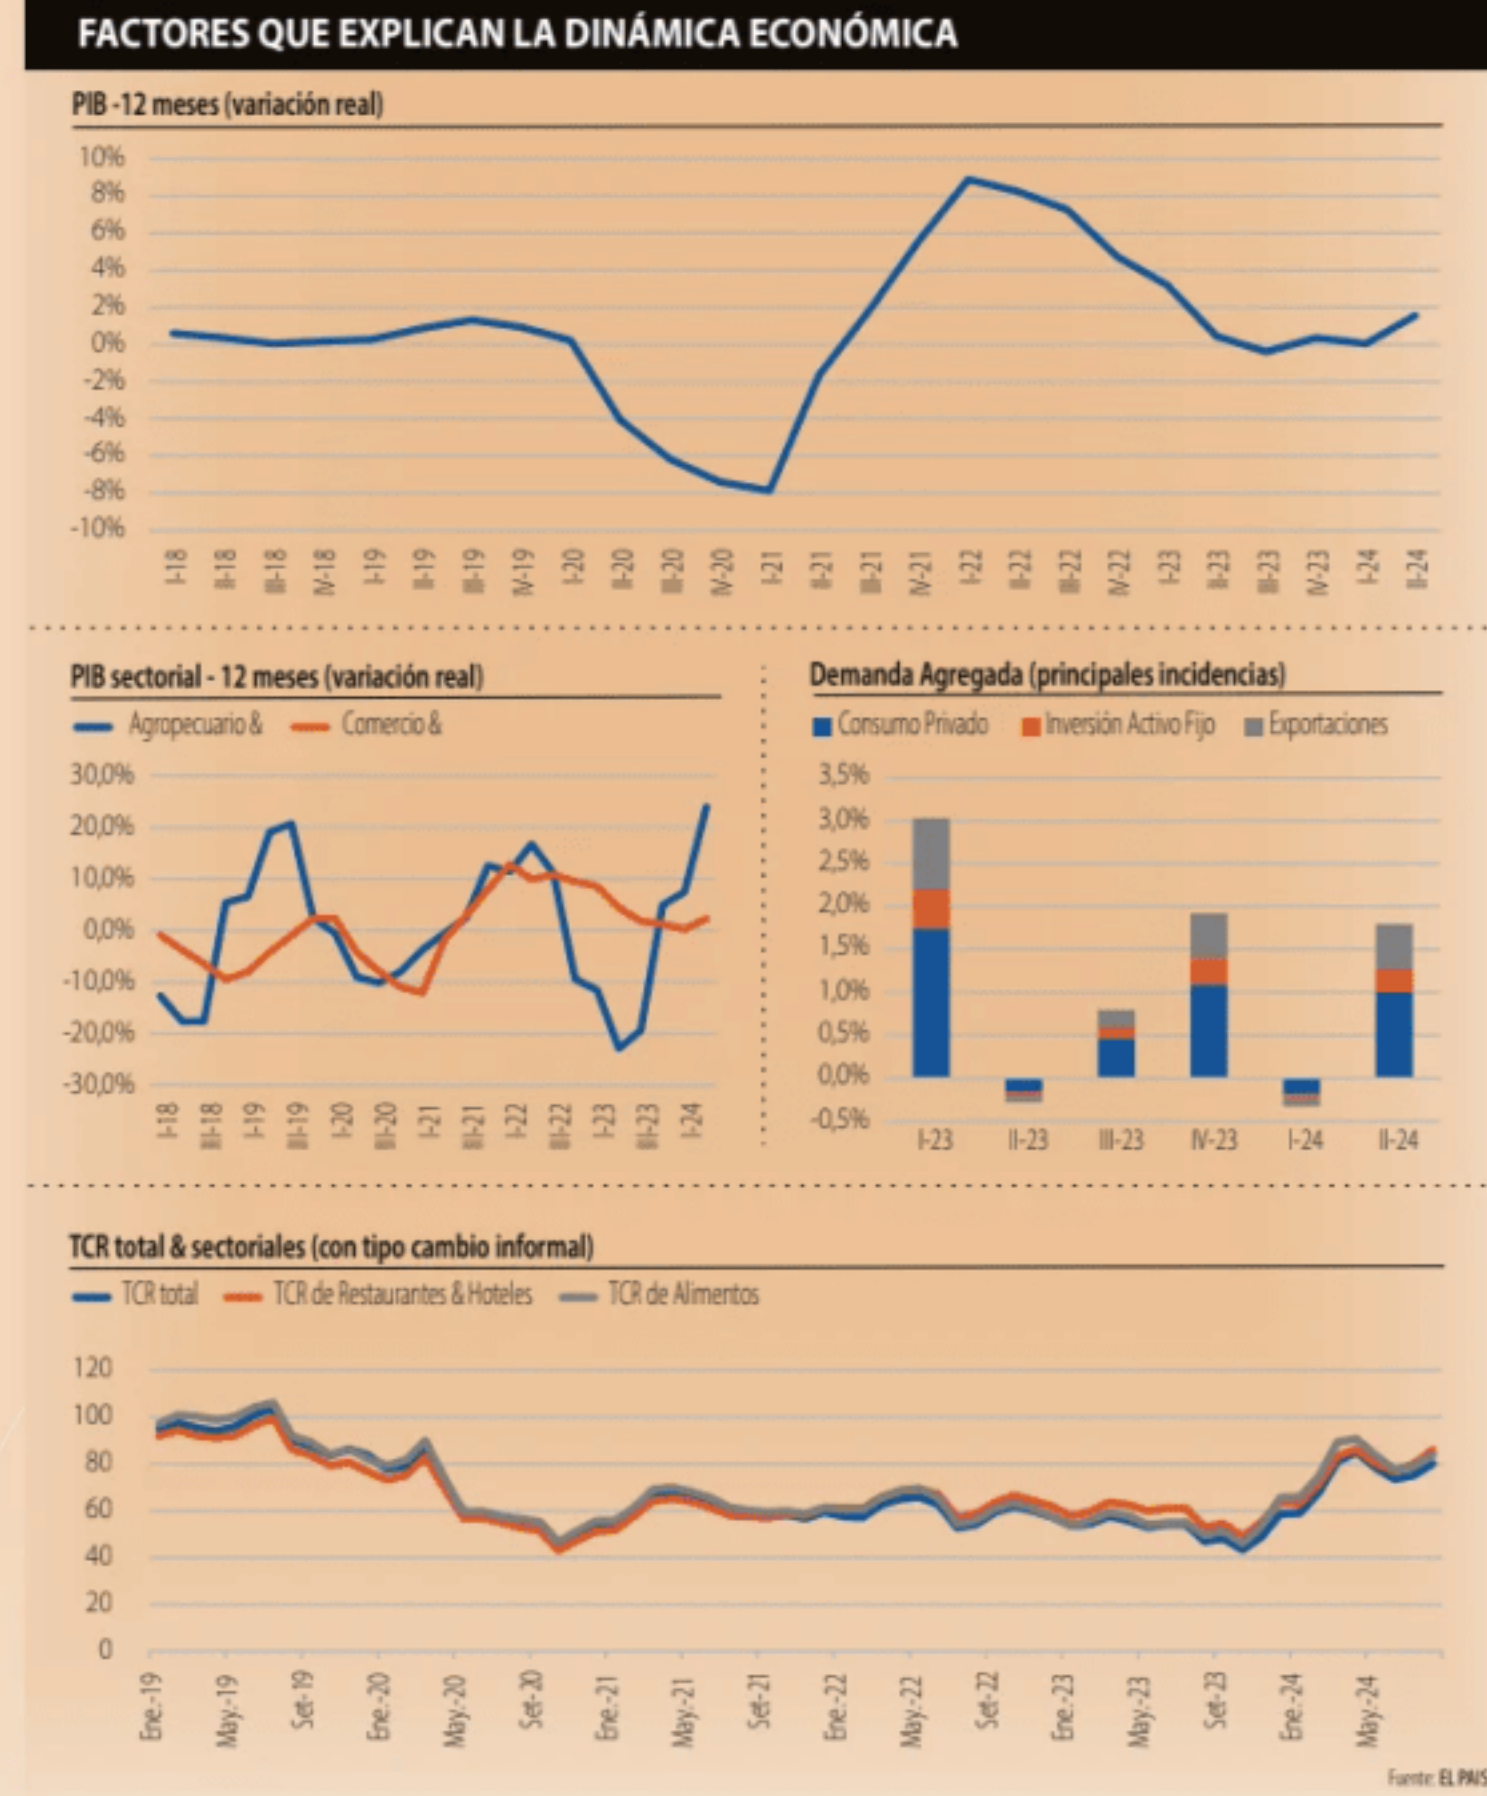 FACTORES QUE EXPLICAN LA DINÁMICA ECONÓMICA
PIB -12 meses (variación real)
10%
8%
6%
4%
2%
0%
-2%
-4%
-6%
-8%
-10%
I-18 II-18 III-18 IV-18 I-19 II-19 III-19 IV-19 I-20 II-20 III-20 IV-20 I-21 II-21 III-21 IV-21 I-22 II-22 III-22 IV-22 I-23 II-23 III-23 IV-23 I-24 II-24
PIB sectorial - 12 meses (variación real)
Agropecuario & Comercio &
30,0%
20,0%
10,0%
0,0%
-10,0%
-20,0%
-30,0%
I-18 III-18 I-19 III-19 I-20 III-20 I-21 III-21 I-22 III-22 I-23 III-23 I-24
Demanda Agregada (principales incidencias)
Consumo Privado Inversión Activo Fijo Exportaciones
3,5%
3,0%
2,5%
2,0%
1,5%
1,0%
0,5%
0,0%
-0,5%
I-23 II-23 III-23 IV-23 I-24 II-24
TCR total & sectoriales (con tipo cambio informal)
TCR total TCR de Restaurantes & Hoteles TCR de Alimentos
120
100
80
60
40
20
0
Ene.-19 May.-19 Set-19 Ene.-20 May.-20 Set-20 Ene.-21 May.-21 Set-21 Ene.-22 May.-22 Set-22 Ene.-23 May.-23 Set-23 Ene.-24 May.-24
Fuente: EL PAIS